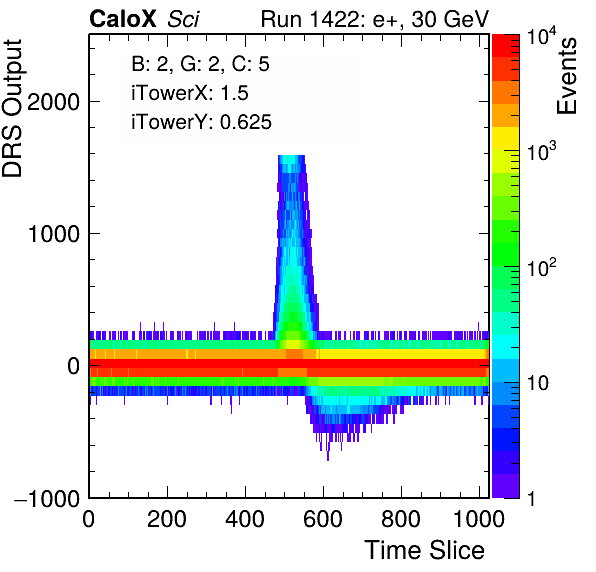 CaloX Sci Run 1422: e+, 30 GeV
B: 2, G: 2, C: 5
iTowerX: 1.5
iTowerY: 0.625
DRS Output
2000
1000
0
−1000
0 200 400 600 800 1000
Time Slice
Events
10^4
10^3
10^2
10
1